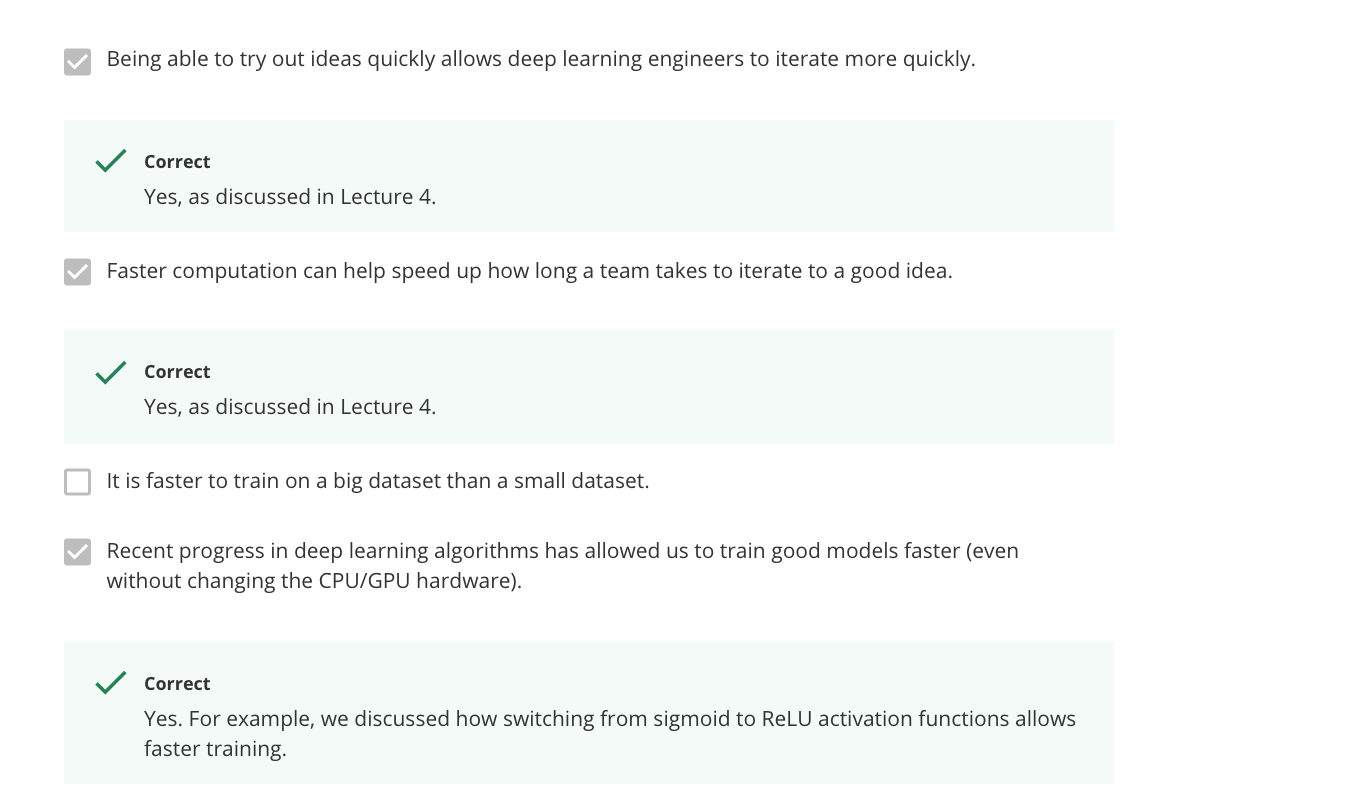 Being able to try out ideas quickly allows deep learning engineers to iterate more quickly.
Correct
Yes, as discussed in Lecture 4.
Faster computation can help speed up how long a team takes to iterate to a good idea.
Correct
Yes, as discussed in Lecture 4.
It is faster to train on a big dataset than a small dataset.
Recent progress in deep learning algorithms has allowed us to train good models faster (even
without changing the CPU/GPU hardware).
Correct
Yes. For example, we discussed how switching from sigmoid to ReLU activation functions allows
faster training.